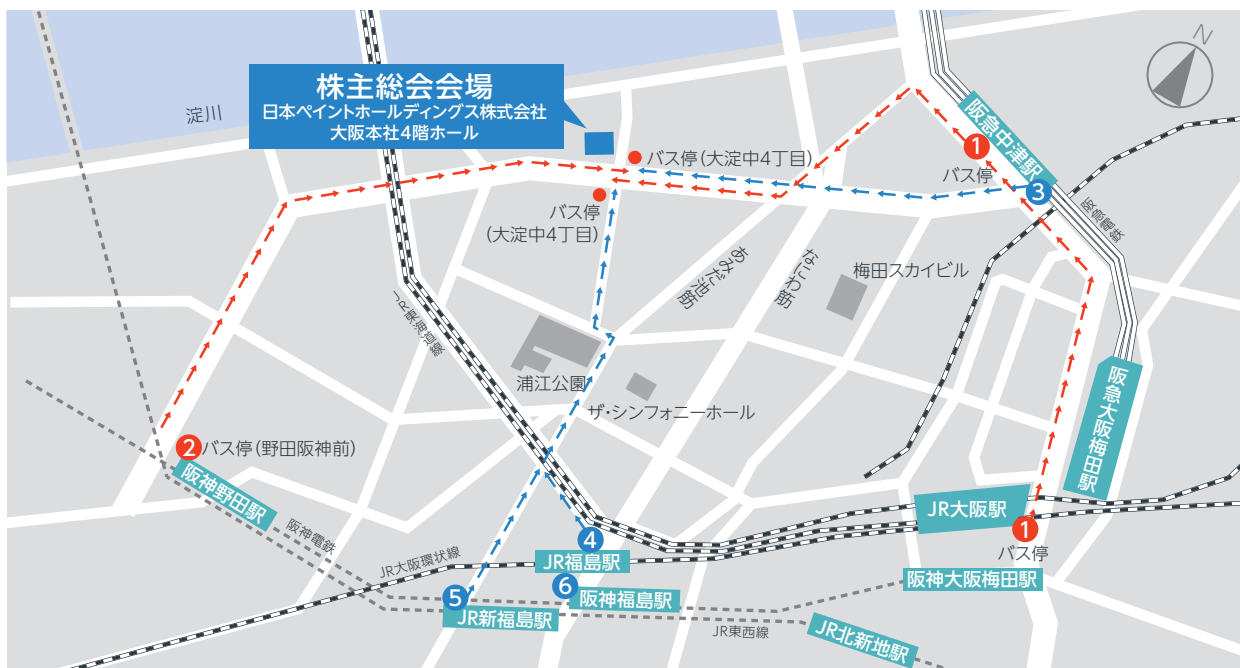 N
株主総会会場
日本ペイントホールディングス株式会社
大阪本社4階ホール
淀川
阪急中津駅
1
バス停(大淀中4丁目)
バス停
3
バス停
(大淀中4丁目)
阪急電鉄
あみだ池筋
なにわ筋
梅田スカイビル
JR東海道線
浦江公園
ザ・シンフォニーホール
阪急大阪梅田駅
2
バス停(野田阪神前)
阪神野田駅
JR大阪駅
1
バス停
阪神電鉄
4
JR福島駅
JR大阪環状線
阪神大阪梅田駅
6
阪神福島駅
5
JR新福島駅
JR東西線
JR北新地駅